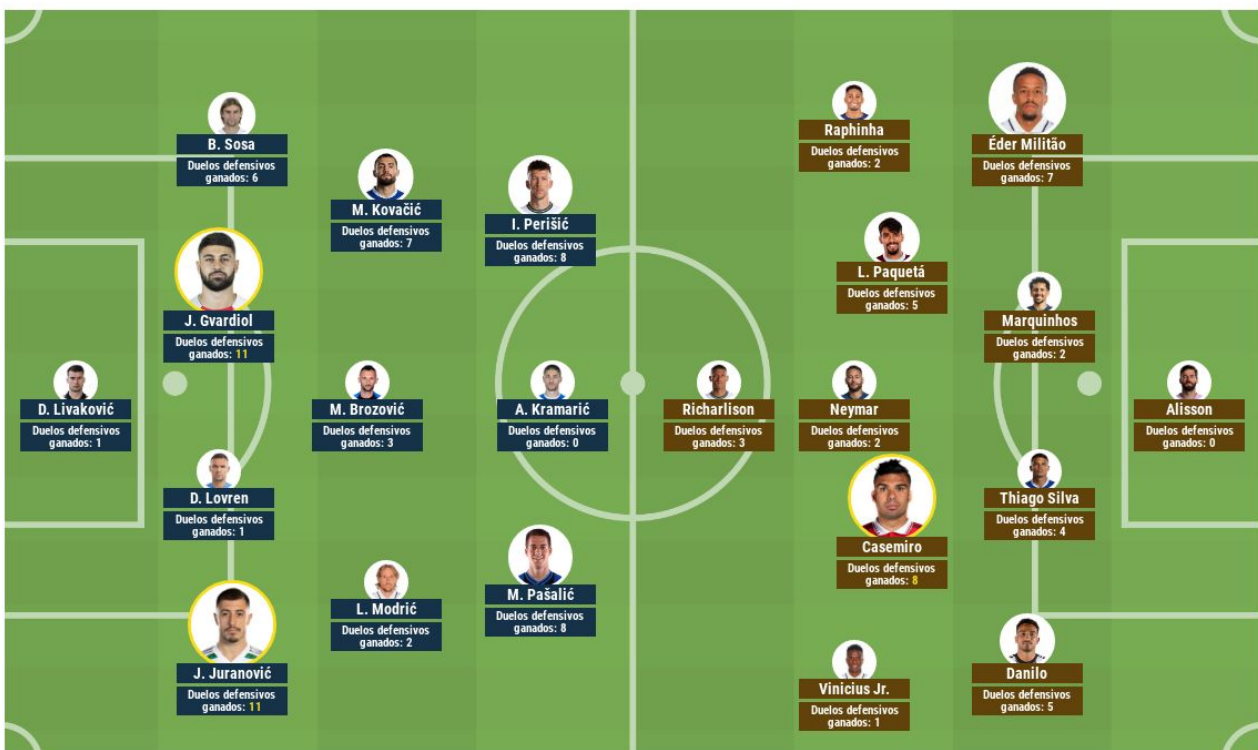 B. Sosa
Duelos defensivos
ganados: 6
M. Kovačić
Duelos defensivos
ganados: 7
I. Perišić
Duelos defensivos
ganados: 8
J. Gvardiol
Duelos defensivos
ganados: 11
D. Livaković
Duelos defensivos
ganados: 1
M. Brozović
Duelos defensivos
ganados: 3
A. Kramarić
Duelos defensivos
ganados: 0
D. Lovren
Duelos defensivos
ganados: 1
L. Modrić
Duelos defensivos
ganados: 2
M. Pašalić
Duelos defensivos
ganados: 8
J. Juranović
Duelos defensivos
ganados: 11
Raphinha
Duelos defensivos
ganados: 2
Éder Militão
Duelos defensivos
ganados: 7
L. Paquetá
Duelos defensivos
ganados: 5
Marquinhos
Duelos defensivos
ganados: 2
Richarlison
Duelos defensivos
ganados: 3
Neymar
Duelos defensivos
ganados: 2
Alisson
Duelos defensivos
ganados: 0
Casemiro
Duelos defensivos
ganados: 8
Thiago Silva
Duelos defensivos
ganados: 4
Vinicius Jr.
Duelos defensivos
ganados: 1
Danilo
Duelos defensivos
ganados: 5